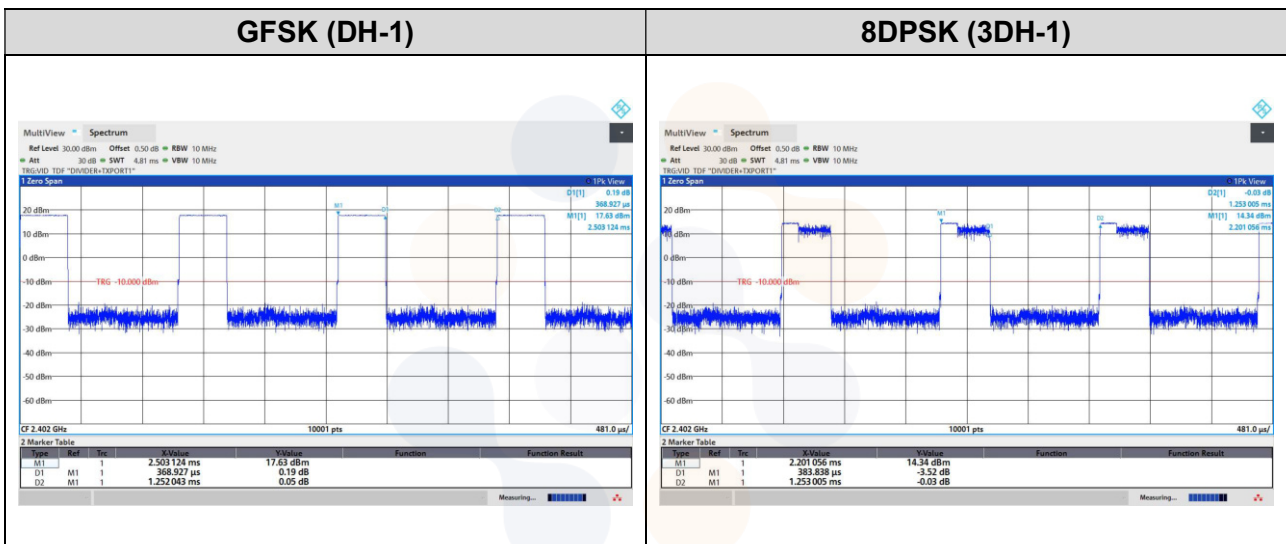 GFSK (DH-1)
8DPSK (3DH-1)
MultiView Spectrum
Ref Level 30.00 dBm Offset 0.50 dB RBW 10 MHz
Att 30 dB SWT 4.81 ms VBW 10 MHz
TRG:VID TDF "DIVIDER+TXPORT1"
1 Zero Span 1Pk View
D1[1] 0.19 dB
368.927 µs
M1[1] 17.63 dBm
2.503 124 ms
M1
D1
D2
20 dBm
10 dBm
0 dBm
-10 dBm
TRG -10.000 dBm
-20 dBm
-30 dBm
-40 dBm
-50 dBm
-60 dBm
CF 2.402 GHz 10001 pts 481.0 µs/
2 Marker Table
Type Ref Trc X-Value Y-Value Function Function Result
M1 1 2.503 124 ms 17.63 dBm
D1 M1 1 368.927 µs 0.19 dB
D2 M1 1 1.252 043 ms 0.05 dB
Measuring...
MultiView Spectrum
Ref Level 30.00 dBm Offset 0.50 dB RBW 10 MHz
Att 30 dB SWT 4.81 ms VBW 10 MHz
TRG:VID TDF "DIVIDER+TXPORT1"
1 Zero Span 1Pk View
D2[1] -0.03 dB
1.253 005 ms
M1[1] 14.34 dBm
2.201 056 ms
M1
D1
D2
20 dBm
10 dBm
0 dBm
-10 dBm
TRG -10.000 dBm
-20 dBm
-30 dBm
-40 dBm
-50 dBm
-60 dBm
CF 2.402 GHz 10001 pts 481.0 µs/
2 Marker Table
Type Ref Trc X-Value Y-Value Function Function Result
M1 1 2.201 056 ms 14.34 dBm
D1 M1 1 383.838 µs -3.52 dB
D2 M1 1 1.253 005 ms -0.03 dB
Measuring...